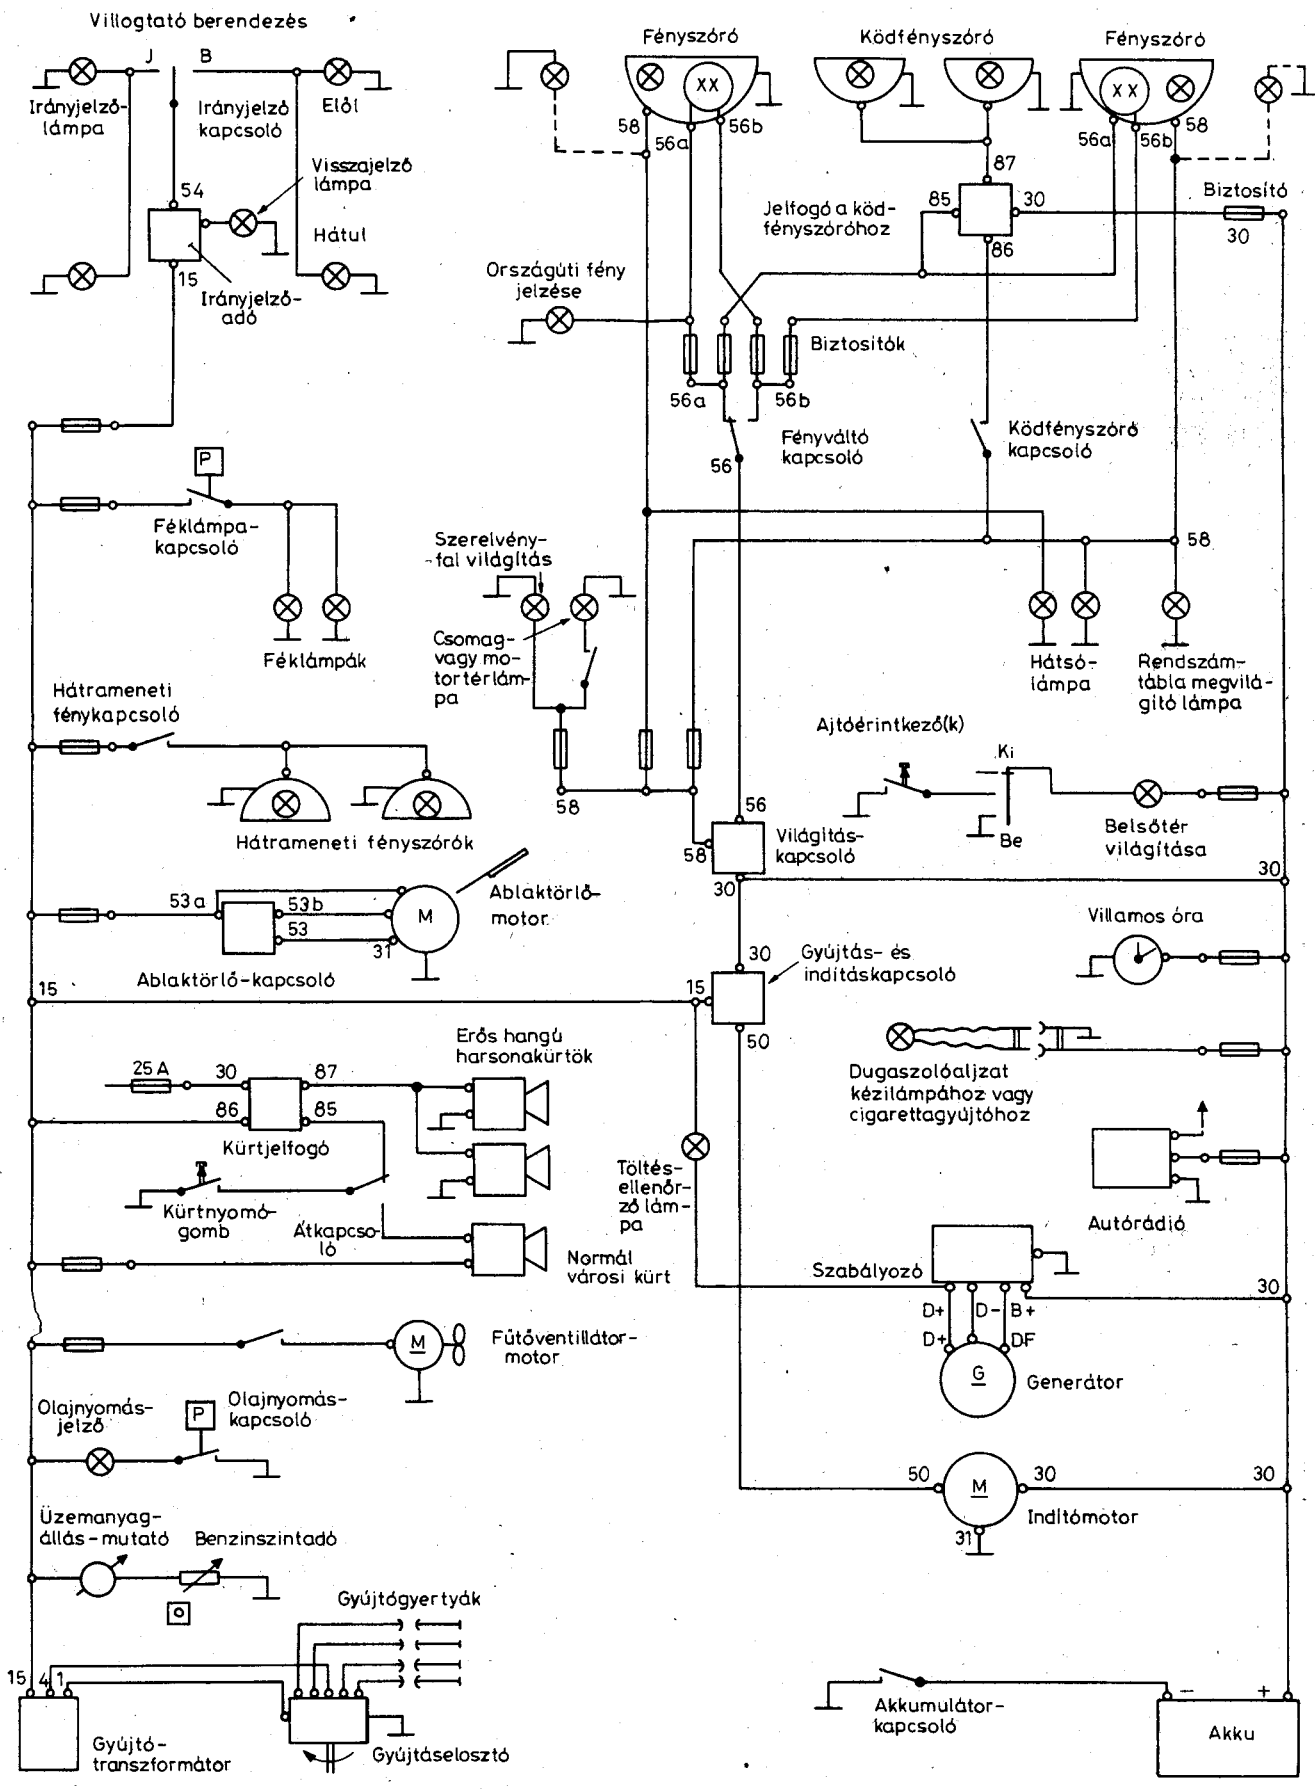 Villogtató berendezés
J
B
Irányjelző-
lámpa
Irányjelző
kapcsoló
Elől
Visszajelző
lámpa
54
Hátul
15
Irányjelző-
adó
Fényszóró
Ködfényszóró
Fényszóró
XX
XX
58
56a
56b
56a
56b
58
87
85
30
86
Jelfogó a köd-
fényszóróhoz
Biztosító
30
Országúti fény
jelzése
Biztosítók
56a
56b
Fényváltó
kapcsoló
56
Ködfényszóró
kapcsoló
58
P
Féklámpa-
kapcsoló
Féklámpák
Szerelvény-
fal világítás
Csomag-
vagy mo-
tortérlám-
pa
Hátsó-
lámpa
Rendszám-
tábla megvilá-
gító lámpa
Hátrameneti
fénykapcsoló
Hátrameneti fényszórók
58
Ajtóérintkező(k)
Ki
Be
Belsőtér
világítása
56
58
30
Világítás-
kapcsoló
30
53a
53b
53
31
M
Ablaktörlő-
motor
Ablaktörlő-kapcsoló
15
15
30
50
Gyújtás- és
indításkapcsoló
Villamos óra
Dugaszolóaljzat
kézilámpához vagy
cigarettagyújtóhoz
25 A
30
87
86
85
Kürtjelfogó
Erős hangú
harsonakürtök
Kürtnyomó-
gomb
Átkapcso-
ló
Normál
városi kürt
Töltés-
ellenőr-
ző lám-
pa
Autórádió
Szabályozó
D+
D-
B+
30
D+
DF
G
Generátor
M
Fűtőventillátor-
motor
Olajnyomás-
jelző
P
Olajnyomás-
kapcsoló
50
M
30
30
31
Indítómotor
Üzemanyag-
állás-mutató
Benzinszintadó
Gyújtógyertyák
15
4
1
Gyújtó-
transzformátor
Gyújtáselosztó
Akkumulátor-
kapcsoló
-
+
Akku